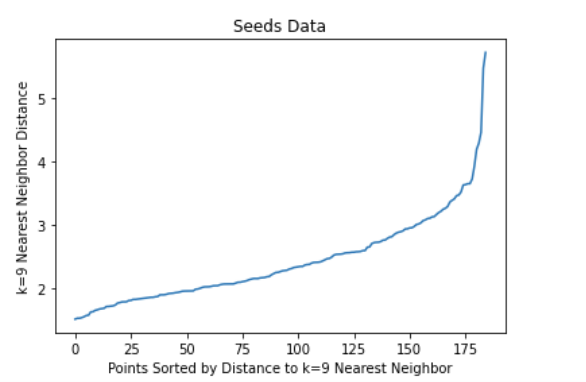 Seeds Data
k=9 Nearest Neighbor Distance
5
4
3
2
0 25 50 75 100 125 150 175
Points Sorted by Distance to k=9 Nearest Neighbor